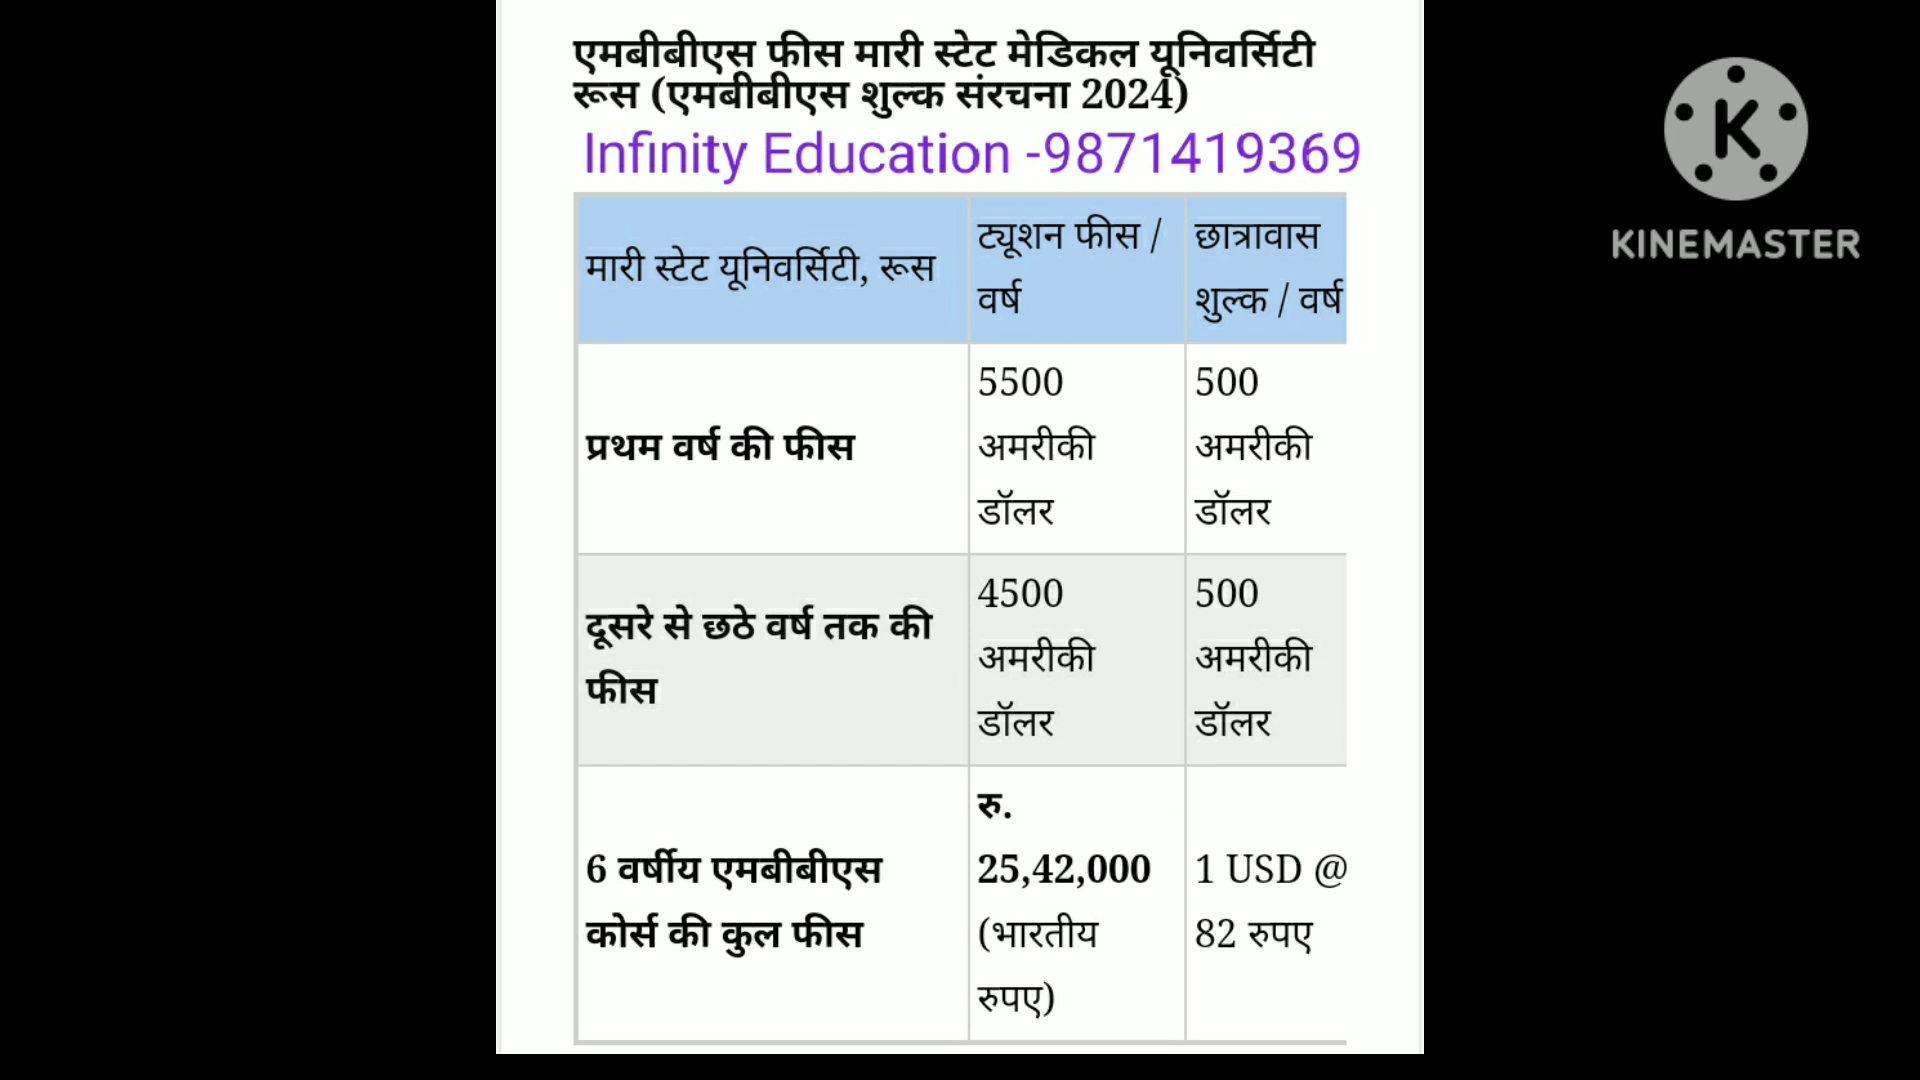 एमबीबीएस फीस मारी स्टेट मेडिकल यूनिवर्सिटी
रूस (एमबीबीएस शुल्क संरचना 2024)
Infinity Education -9871419369
K
KINEMASTER
मारी स्टेट यूनिवर्सिटी, रूस
ट्यूशन फीस /
वर्ष
छात्रावास
शुल्क / वर्ष
प्रथम वर्ष की फीस
5500
अमरीकी
डॉलर
500
अमरीकी
डॉलर
दूसरे से छठे वर्ष तक की
फीस
4500
अमरीकी
डॉलर
500
अमरीकी
डॉलर
6 वर्षीय एमबीबीएस
कोर्स की कुल फीस
रु.
25,42,000
(भारतीय
रुपए)
1 USD @
82 रुपए